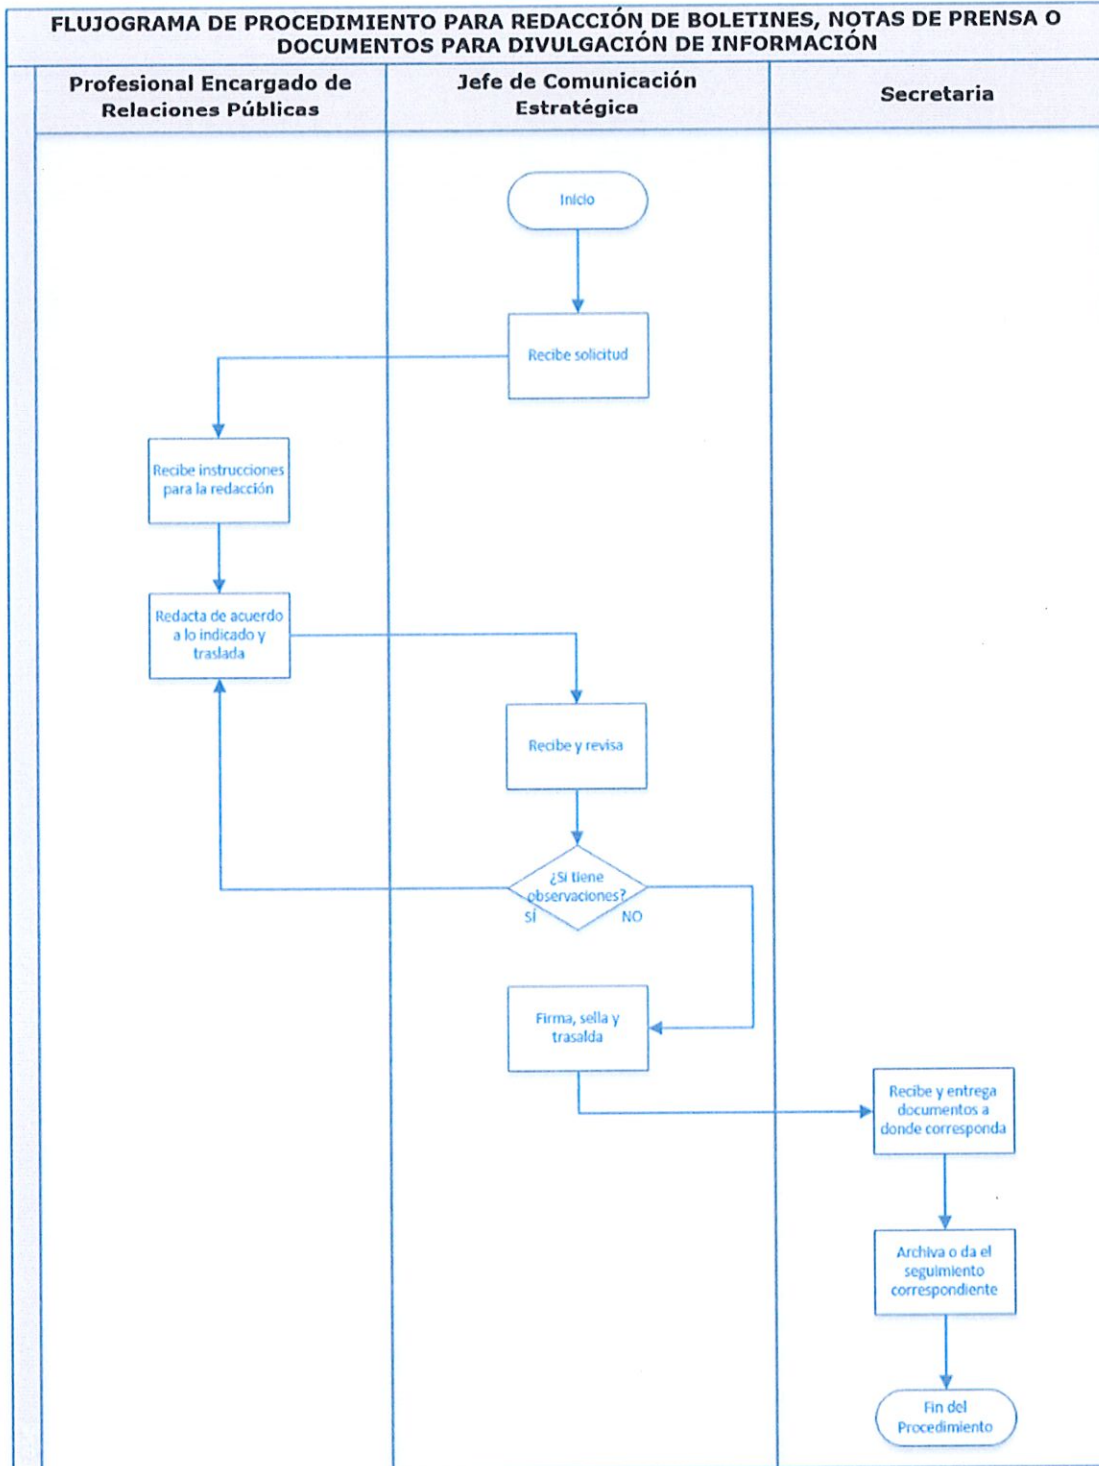 FLUJOGRAMA DE PROCEDIMIENTO PARA REDACCIÓN DE BOLETINES, NOTAS DE PRENSA O
DOCUMENTOS PARA DIVULGACIÓN DE INFORMACIÓN
Profesional Encargado de
Relaciones Públicas
Jefe de Comunicación
Estratégica
Secretaria
Inicio
Recibe solicitud
Recibe instrucciones
para la redacción
Redacta de acuerdo
a lo indicado y
traslada
Recibe y revisa
¿Si tiene
observaciones?
SÍ
NO
Firma, sella y
trasalda
Recibe y entrega
documentos a
donde corresponda
Archiva o da el
seguimiento
correspondiente
Fin del
Procedimiento